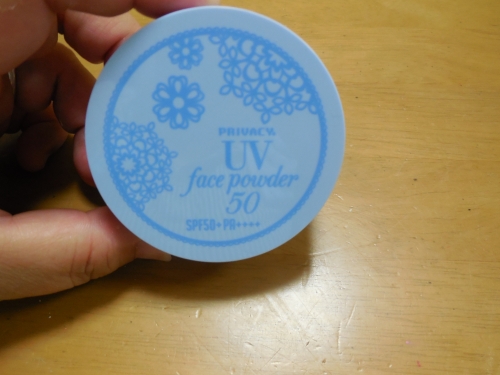 PRIVACY
UV
face powder
50
SPF50+PA++++